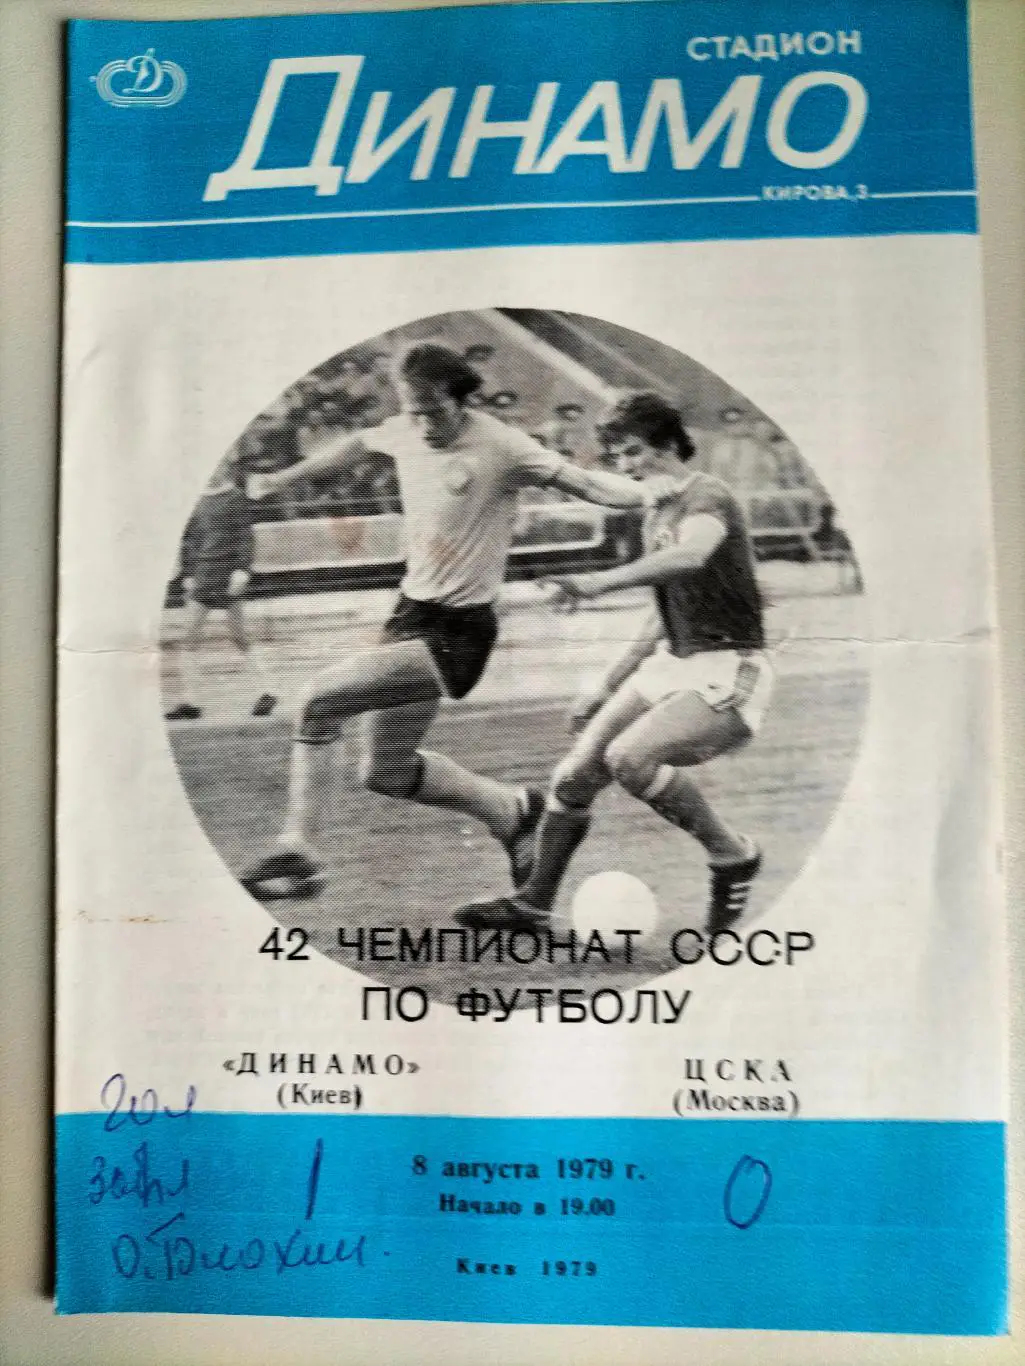 СТАДИОН
ДИНАМО
КИРОВА,3
42 ЧЕМПИОНАТ СССР
ПО ФУТБОЛУ
«ДИНАМО» ЦСКА
(Киев) (Москва)
Гол
забил 1 8 августа 1979 г. 0
Начало в 19.00
О.Блохин.
Киев 1979